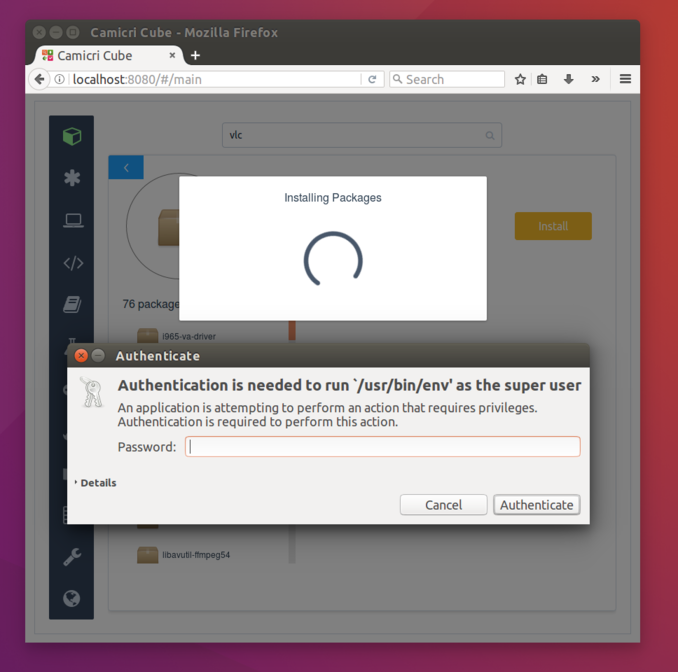 Camicri Cube - Mozilla Firefox
Camicri Cube
localhost:8080/#/main
Search
vlc
Installing Packages
Install
76 package
i965-va-driver
Authenticate
Authentication is needed to run `/usr/bin/env' as the super user
An application is attempting to perform an action that requires privileges.
Authentication is required to perform this action.
Password:
Details
Cancel
Authenticate
libavutil-ffmpeg54